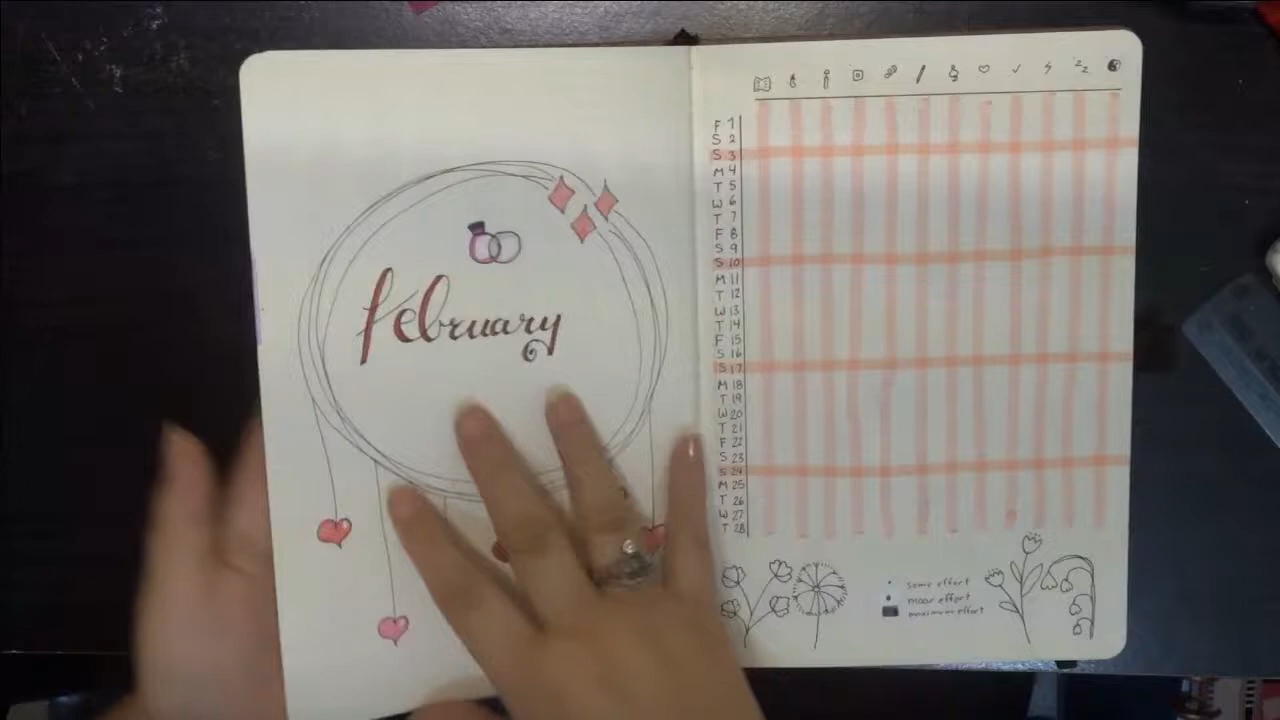 February
F 1
S 2
S 3
M 4
T 5
W 6
T 7
F 8
S 9
S 10
M 11
T 12
W 13
T 14
F 15
S 16
S 17
M 18
T 19
W 20
T 21
F 22
S 23
S 24
M 25
T 26
W 27
T 28
some effort
moar effort
maximum effort